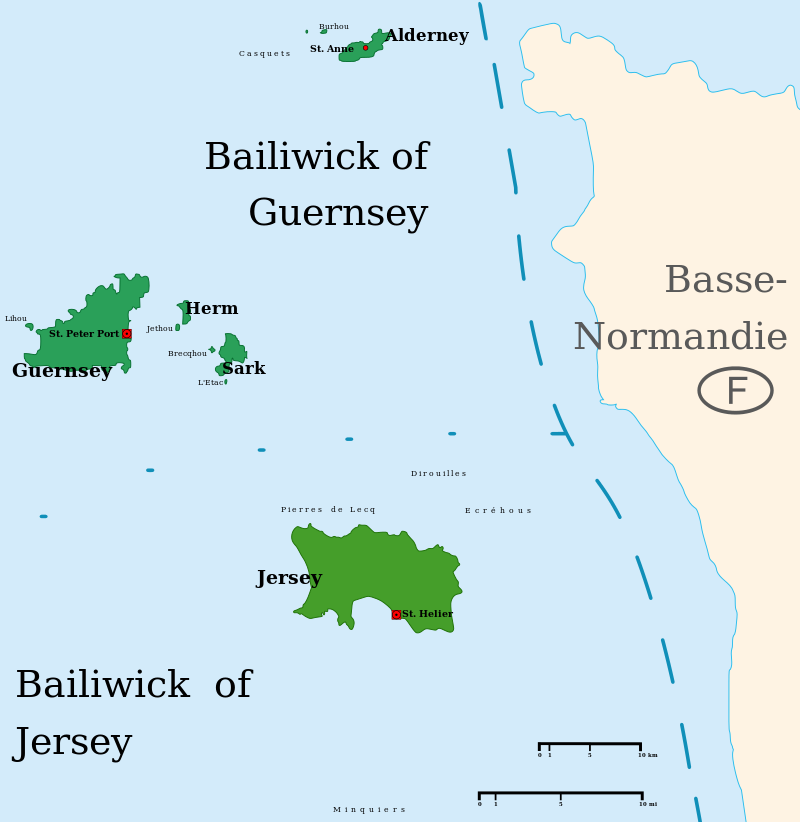 Burhou
Alderney
Casquets
St. Anne
Bailiwick of
Guernsey
Basse-
Normandie
F
Herm
Lihou
Jethou
St. Peter Port
Brecqhou
Guernsey
Sark
L'Etac
Dirouilles
Pierres de Lecq
Ecréhous
Jersey
St. Helier
Bailiwick of
Jersey
0 1 5 10 km
0 1 5 10 mi
Minquiers